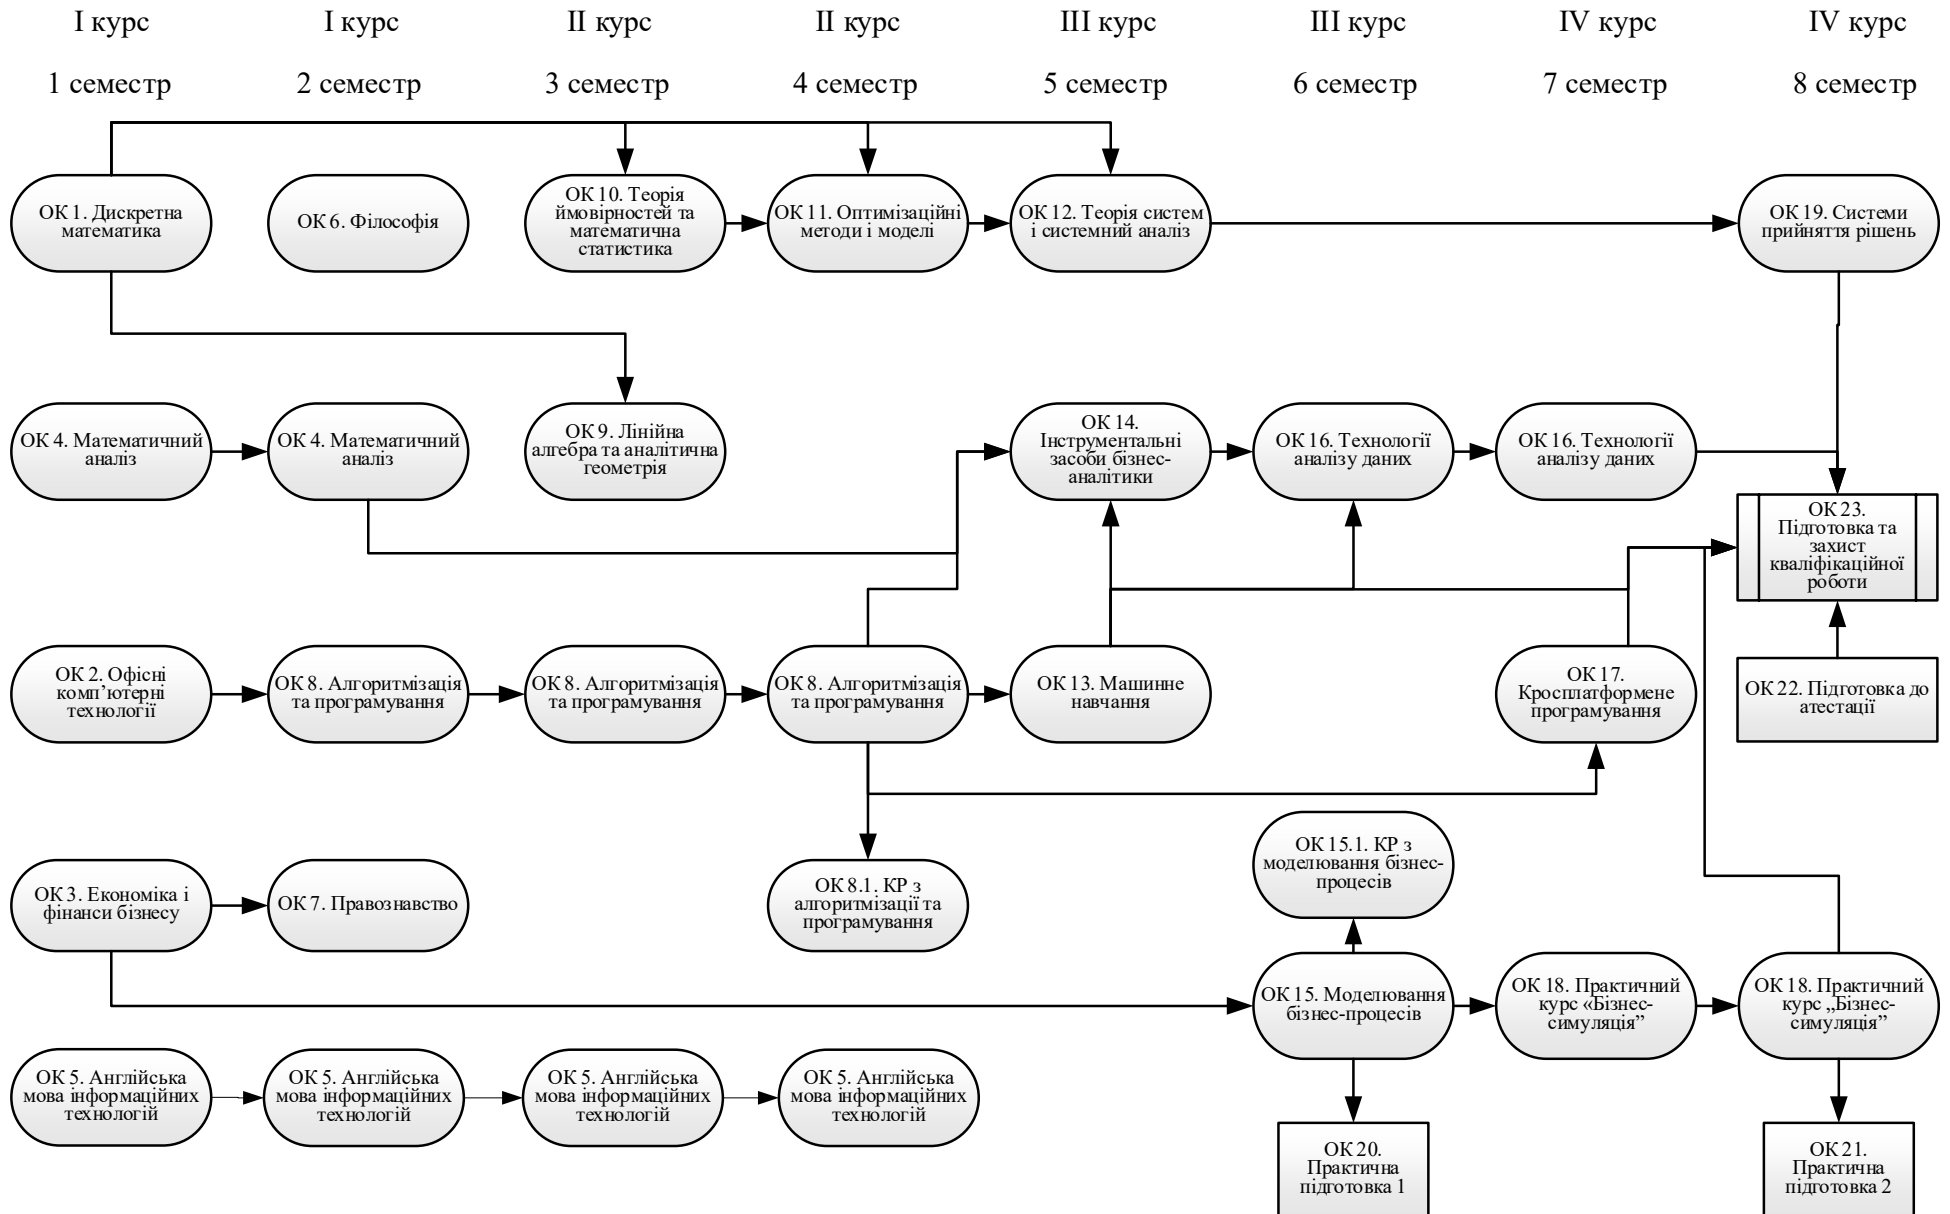 І курс
І курс
ІІ курс
ІІ курс
ІІІ курс
ІІІ курс
IV курс
IV курс
1 семестр
2 семестр
3 семестр
4 семестр
5 семестр
6 семестр
7 семестр
8 семестр
ОК 1. Дискретна
математика
ОК 6. Філософія
ОК 10. Теорія
ймовірностей та
математична
статистика
ОК 11. Оптимізаційні
методи і моделі
ОК 12. Теорія систем
і системний аналіз
ОК 19. Системи
прийняття рішень
ОК 4. Математичний
аналіз
ОК 4. Математичний
аналіз
ОК 9. Лінійна
алгебра та аналітична
геометрія
ОК 14.
Інструментальні
засоби бізнес-
аналітики
ОК 16. Технології
аналізу даних
ОК 16. Технології
аналізу даних
ОК 23.
Підготовка та
захист
кваліфікаційної
роботи
ОК 2. Офісні
комп’ютерні
технології
ОК 8. Алгоритмізація
та програмування
ОК 8. Алгоритмізація
та програмування
ОК 8. Алгоритмізація
та програмування
ОК 13. Машинне
навчання
ОК 17.
Кросплатформене
програмування
ОК 22. Підготовка до
атестації
ОК 3. Економіка і
фінанси бізнесу
ОК 7. Правознавство
ОК 8.1. КР з
алгоритмізації та
програмування
ОК 15.1. КР з
моделювання бізнес-
процесів
ОК 15. Моделювання
бізнес-процесів
ОК 18. Практичний
курс «Бізнес-
симуляція”
ОК 18. Практичний
курс „Бізнес-
симуляція”
ОК 5. Англійська
мова інформаційних
технологій
ОК 5. Англійська
мова інформаційних
технологій
ОК 5. Англійська
мова інформаційних
технологій
ОК 5. Англійська
мова інформаційних
технологій
ОК 20.
Практична
підготовка 1
ОК 21.
Практична
підготовка 2